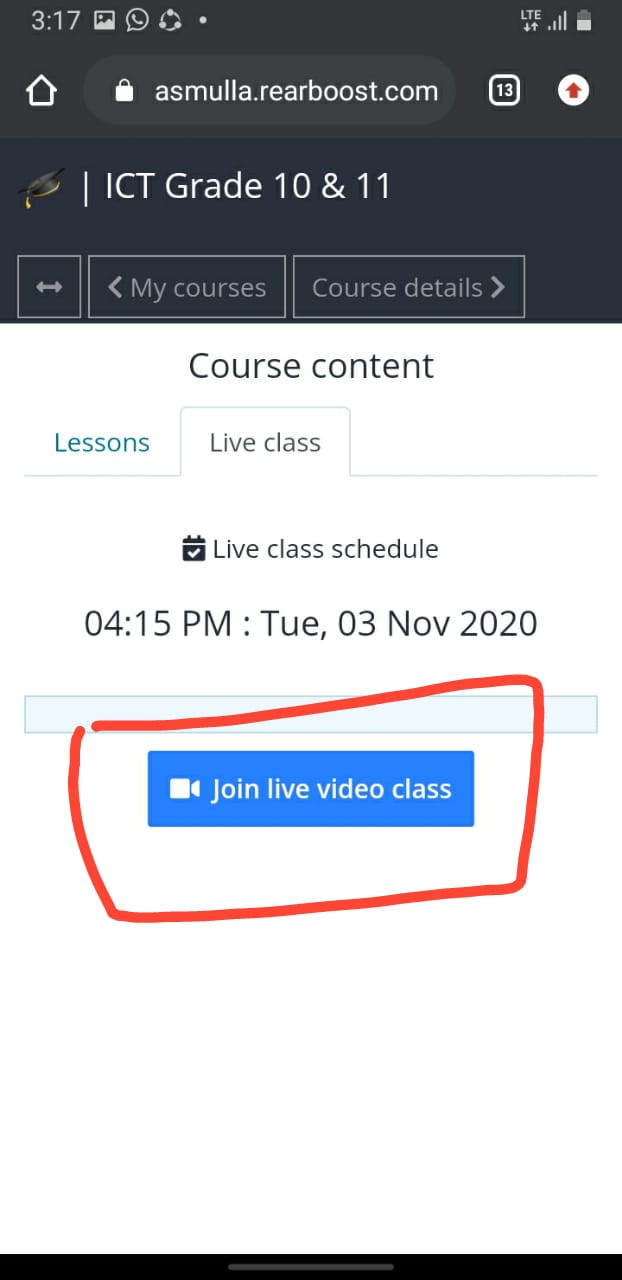 3:17
LTE
asmulla.rearboost.com
13
| ICT Grade 10 & 11
My courses
Course details
Course content
Lessons
Live class
Live class schedule
04:15 PM : Tue, 03 Nov 2020
Join live video class